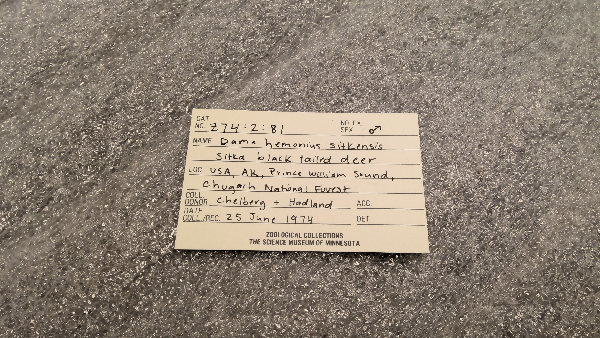 CAT. NO. Z74:2:81 NO. EX. SEX ♂
NAME Dama hemonius sitkensis
Sitka black tailed deer
LOC. USA, AK, Prince William Sound,
Chugach National Forest
COLL. DONOR Chelberg + Hadland ACC.
DATE COLL./REC. 25 June 1974 DET.
ZOOLOGICAL COLLECTIONS
THE SCIENCE MUSEUM OF MINNESOTA